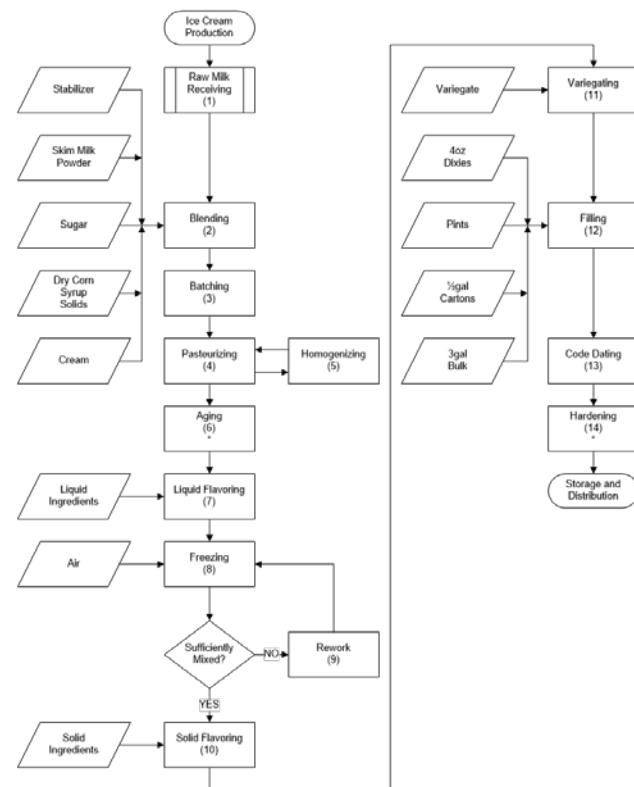 Ice Cream
Production
Raw Milk
Receiving
(1)
Stabilizer
Skim Milk
Powder
Sugar
Blending
(2)
Dry Corn
Syrup
Solids
Batching
(3)
Cream
Pasteurizing
(4)
Homogenizing
(5)
Aging
(6)
*
Liquid
Ingredients
Liquid Flavoring
(7)
Air
Freezing
(8)
Sufficiently
Mixed?
NO
Rework
(9)
YES
Solid
Ingredients
Solid Flavoring
(10)
Variegate
Variegating
(11)
4oz
Dixies
Pints
Filling
(12)
½gal
Cartons
3gal
Bulk
Code Dating
(13)
Hardening
(14)
*
Storage and
Distribution